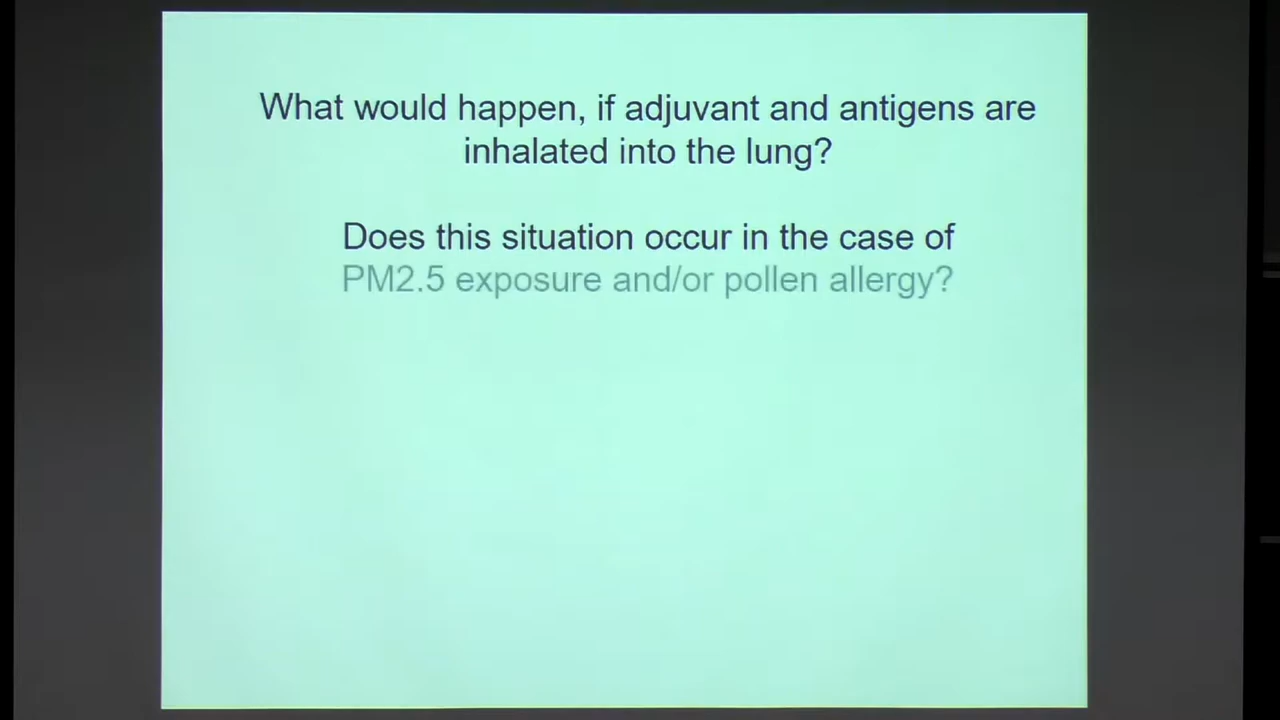 What would happen, if adjuvant and antigens are
inhalated into the lung?
Does this situation occur in the case of
PM2.5 exposure and/or pollen allergy?